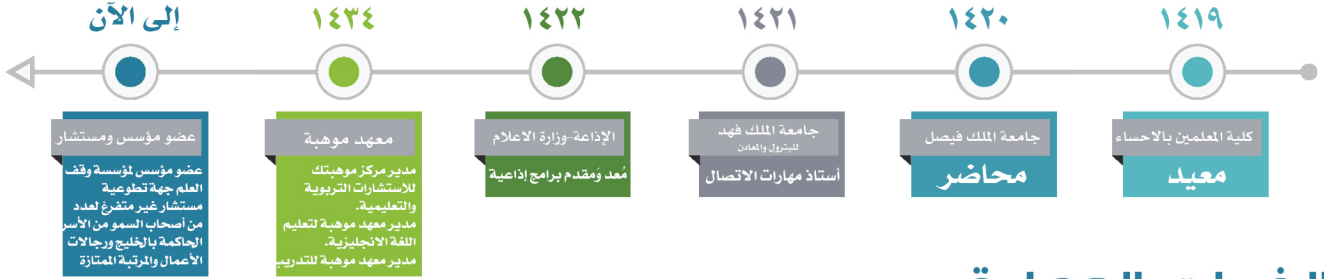 ١٤١٩
كلية المعلمين بالاحساء
معيد
١٤٢٠
جامعة الملك فيصل
محاضر
١٤٢١
جامعة الملك فهد
للبترول والمعادن
أستاذ مهارات الاتصال
١٤٢٢
الإذاعة-وزارة الاعلام
مُعد وَمقدم برامج إذاعية
١٤٣٤
معهد موهبة
مدير مركز موهبتك
للاستشارات التربوية
والتعليمية.
مدير معهد موهبة لتعليم
اللغة الانجليزية.
مدير معهد موهبة للتدريب
إلى الآن
عضو مؤسس ومستشار
عضو مؤسس لمؤسسة وقف
العلم جهة تطوعية
مستشار غير متفرغ لعدد
من أصحاب السمو من الأسر
الحاكمة بالخليج ورجالات
الأعمال والمرتبة الممتازة